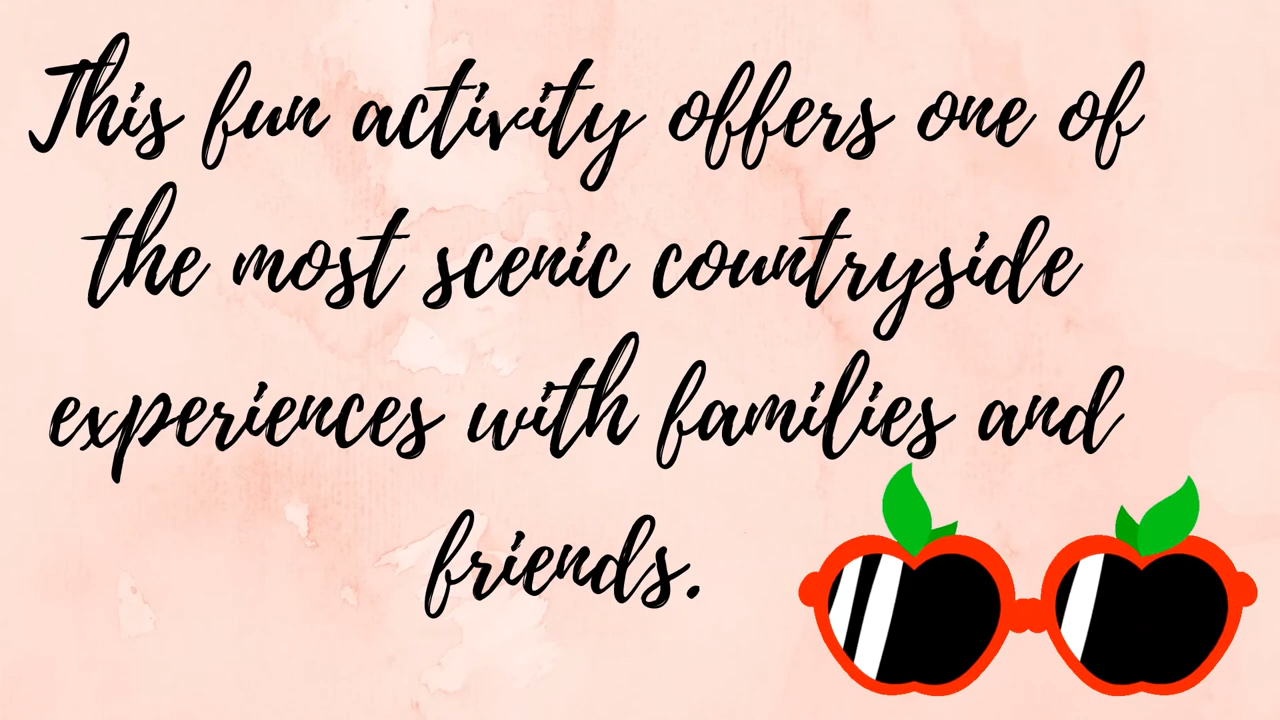 This fun activity offers one of
the most scenic countryside
experiences with families and
friends.